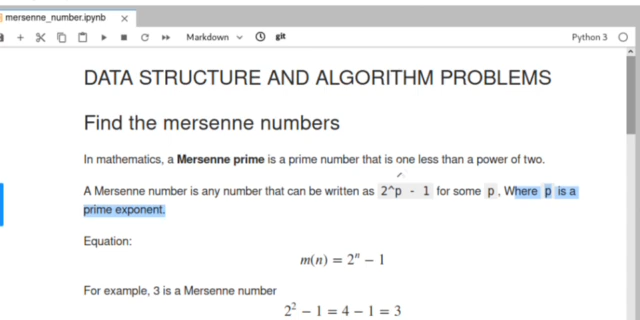 mersenne_number.ipynb
Markdown git Python 3
DATA STRUCTURE AND ALGORITHM PROBLEMS
Find the mersenne numbers
In mathematics, a Mersenne prime is a prime number that is one less than a power of two.
A Mersenne number is any number that can be written as 2^p - 1 for some p, Where p is a
prime exponent.
Equation:
m(n) = 2ⁿ − 1
For example, 3 is a Mersenne number
2² − 1 = 4 − 1 = 3